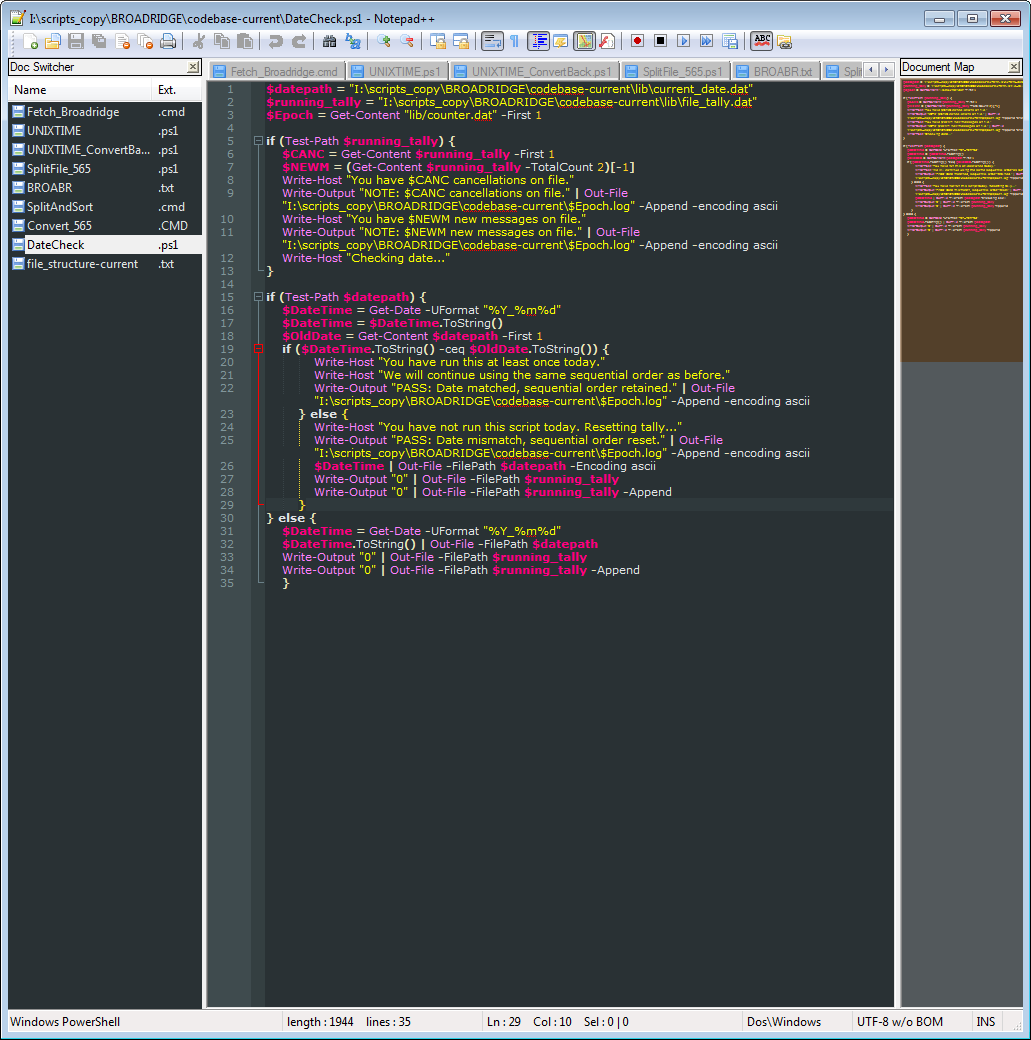 I:\scripts_copy\BROADRIDGE\codebase-current\DateCheck.ps1 - Notepad++
Doc Switcher
Name Ext.
Fetch_Broadridge .cmd
UNIXTIME .ps1
UNIXTIME_ConvertBa... .ps1
SplitFile_565 .ps1
BROABR .txt
SplitAndSort .cmd
Convert_565 .CMD
DateCheck .ps1
file_structure-current .txt
Fetch_Broadridge.cmd UNIXTIME.ps1 UNIXTIME_ConvertBack.ps1 SplitFile_565.ps1 BROABR.txt Split
1 $datepath = "I:\scripts_copy\BROADRIDGE\codebase-current\lib\current_date.dat"
2 $running_tally = "I:\scripts_copy\BROADRIDGE\codebase-current\lib\file_tally.dat"
3 $Epoch = Get-Content "lib/counter.dat" -First 1
4
5 if (Test-Path $running_tally) {
6 $CANC = Get-Content $running_tally -First 1
7 $NEWM = (Get-Content $running_tally -TotalCount 2)[-1]
8 Write-Host "You have $CANC cancellations on file."
9 Write-Output "NOTE: $CANC cancellations on file." | Out-File
"I:\scripts_copy\BROADRIDGE\codebase-current\$Epoch.log" -Append -encoding ascii
10 Write-Host "You have $NEWM new messages on file."
11 Write-Output "NOTE: $NEWM new messages on file." | Out-File
"I:\scripts_copy\BROADRIDGE\codebase-current\$Epoch.log" -Append -encoding ascii
12 Write-Host "Checking date..."
13 }
14
15 if (Test-Path $datepath) {
16 $DateTime = Get-Date -UFormat "%Y_%m%d"
17 $DateTime = $DateTime.ToString()
18 $OldDate = Get-Content $datepath -First 1
19 if ($DateTime.ToString() -ceq $OldDate.ToString()) {
20 Write-Host "You have run this at least once today."
21 Write-Host "We will continue using the same sequential order as before."
22 Write-Output "PASS: Date matched, sequential order retained." | Out-File
"I:\scripts_copy\BROADRIDGE\codebase-current\$Epoch.log" -Append -encoding ascii
23 } else {
24 Write-Host "You have not run this script today. Resetting tally..."
25 Write-Output "PASS: Date mismatch, sequential order reset." | Out-File
"I:\scripts_copy\BROADRIDGE\codebase-current\$Epoch.log" -Append -encoding ascii
26 $DateTime | Out-File -FilePath $datepath -Encoding ascii
27 Write-Output "0" | Out-File -FilePath $running_tally
28 Write-Output "0" | Out-File -FilePath $running_tally -Append
29 }
30 } else {
31 $DateTime = Get-Date -UFormat "%Y_%m%d"
32 $DateTime.ToString() | Out-File -FilePath $datepath
33 Write-Output "0" | Out-File -FilePath $running_tally
34 Write-Output "0" | Out-File -FilePath $running_tally -Append
35 }
Document Map
Windows PowerShell length : 1944 lines : 35 Ln : 29 Col : 10 Sel : 0 | 0 Dos\Windows UTF-8 w/o BOM INS